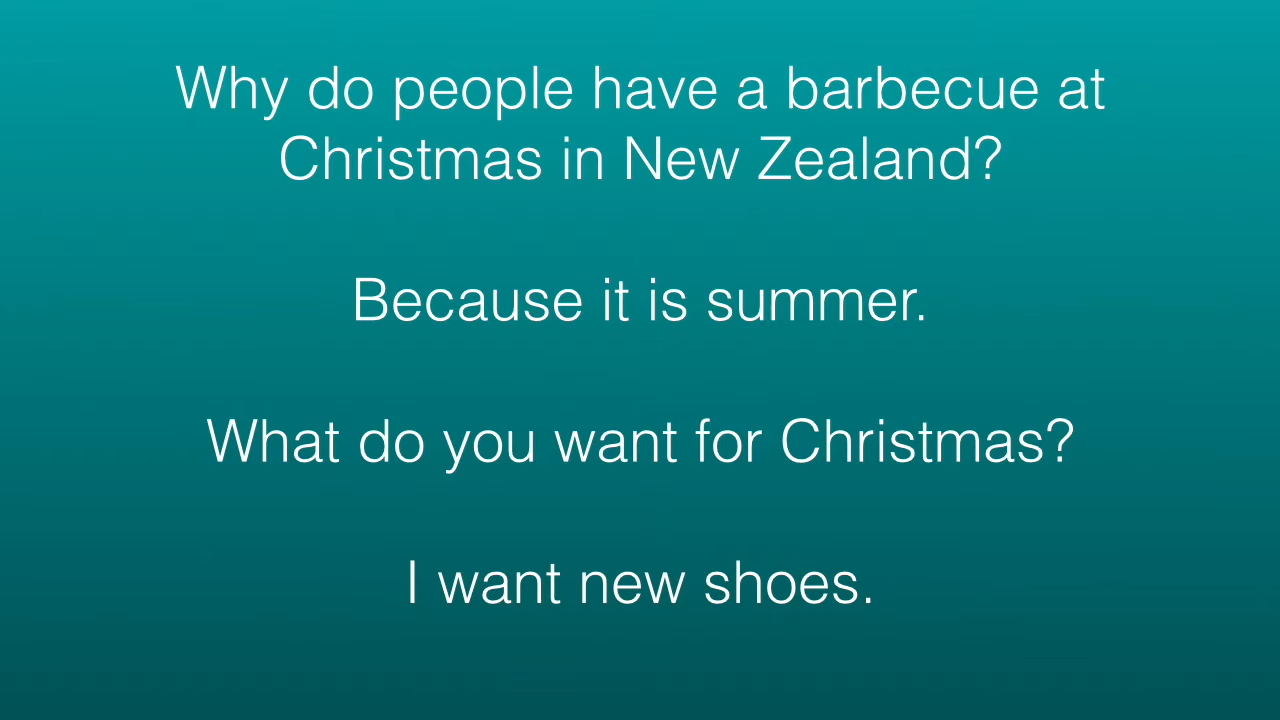 Why do people have a barbecue at
Christmas in New Zealand?
Because it is summer.
What do you want for Christmas?
I want new shoes.